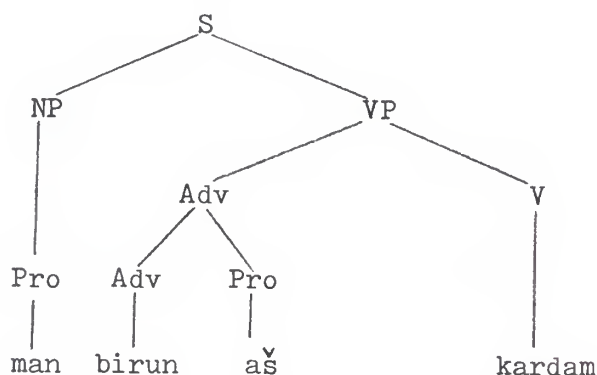 S
NP VP
Adv V
Pro Adv Pro
man birun aš kardam